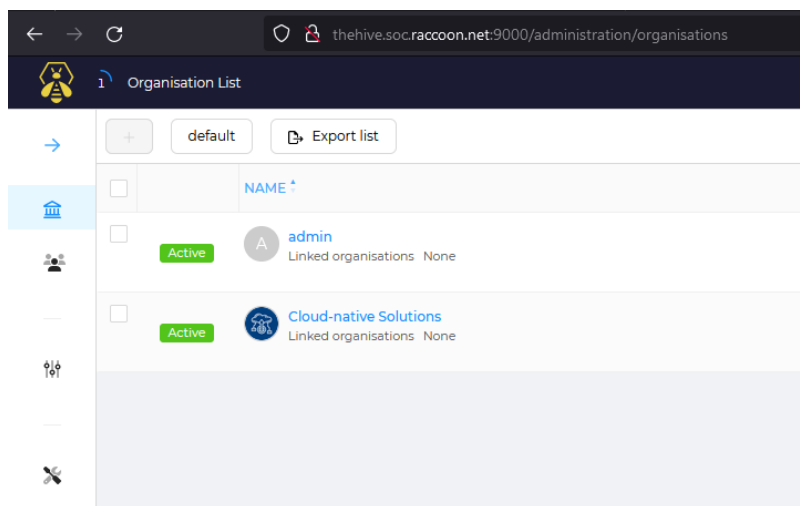 thehive.soc.raccoon.net:9000/administration/organisations
1 Organisation List
+ default Export list
NAME
A admin
Active Linked organisations None
Cloud-native Solutions
Active Linked organisations None